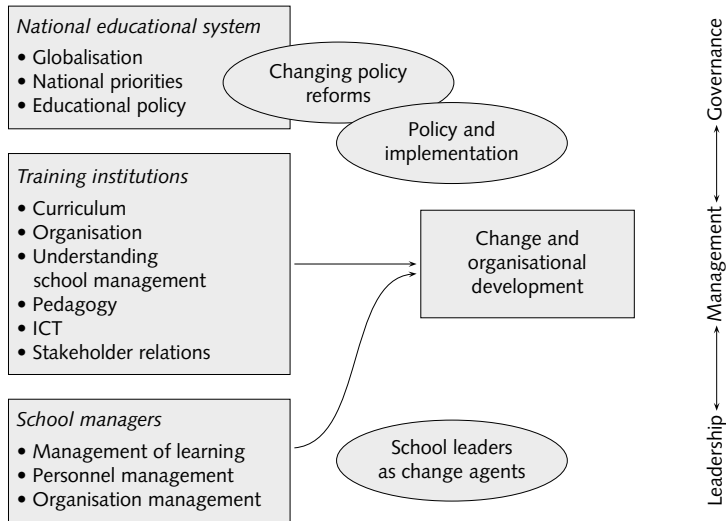 National educational system
• Globalisation
• National priorities
• Educational policy
Changing policy
reforms
Policy and
implementation
Training institutions
• Curriculum
• Organisation
• Understanding
school management
• Pedagogy
• ICT
• Stakeholder relations
Change and
organisational
development
School managers
• Management of learning
• Personnel management
• Organisation management
School leaders
as change agents
Governance
Management
Leadership